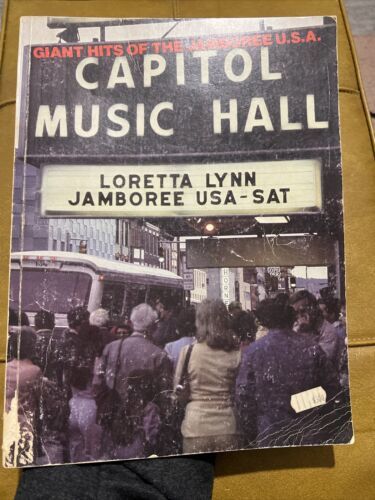 GIANT HITS OF THE JAMBOREE U.S.A.
CAPITOL
MUSIC HALL
LORETTA LYNN
JAMBOREE USA-SAT